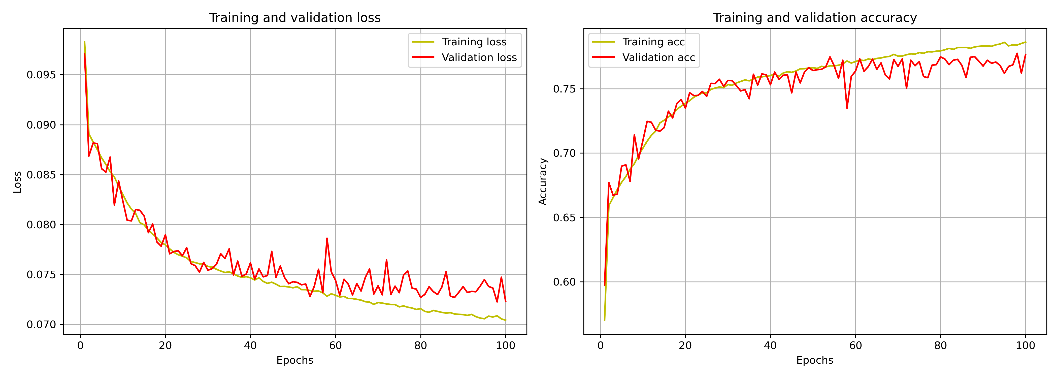 Training and validation loss
Training loss
Validation loss
0.095
0.090
0.085
0.080
0.075
0.070
Loss
0
20
40
60
80
100
Epochs
Training and validation accuracy
Training acc
Validation acc
0.75
0.70
0.65
0.60
Accuracy
0
20
40
60
80
100
Epochs